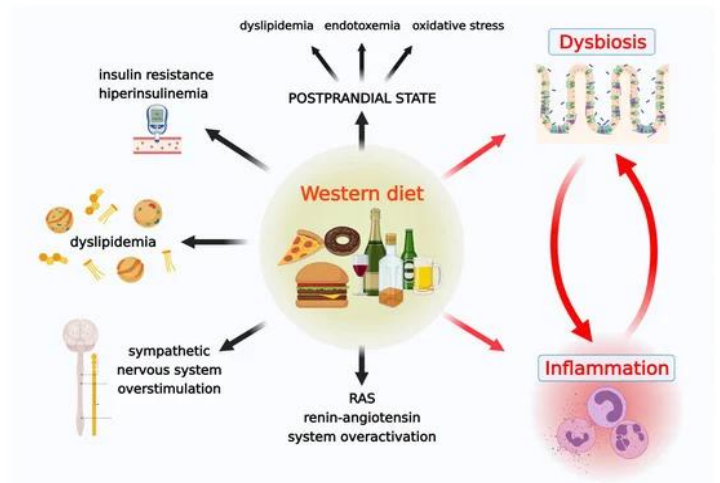 dyslipidemia endotoxemia oxidative stress
Dysbiosis
insulin resistance
hiperinsulinemia
POSTPRANDIAL STATE
Western diet
dyslipidemia
sympathetic
nervous system
overstimulation
RAS
renin-angiotensin
system overactivation
Inflammation